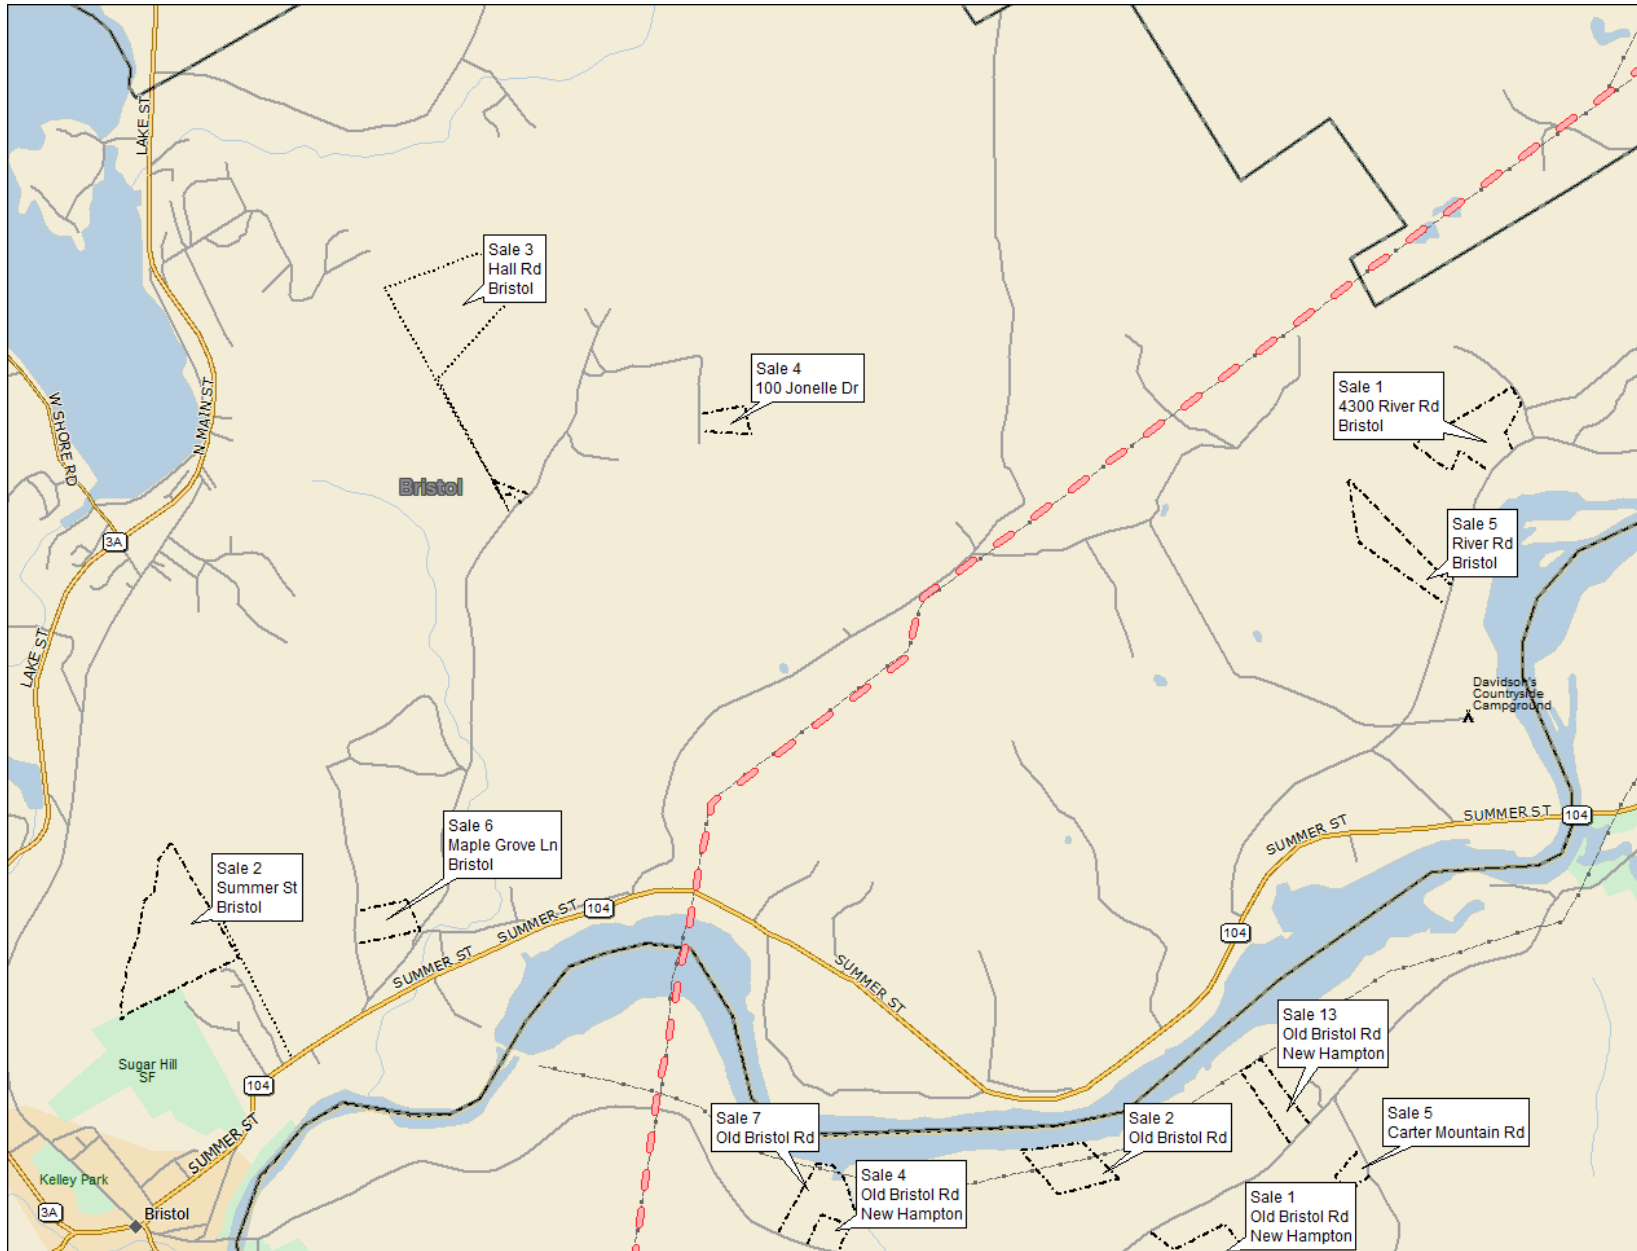 LAKE ST
Sale 3
Hall Rd
Bristol
Sale 4
100 Jonelle Dr
Sale 1
4300 River Rd
Bristol
W SHORE RD
N MAIN ST
Bristol
3A
Sale 5
River Rd
Bristol
LAKE ST
Davidson's
Countryside
Campground
Sale 6
Maple Grove Ln
Bristol
Sale 2
Summer St
Bristol
SUMMER ST
SUMMER ST
104
104
SUMMER ST
104
SUMMER ST
SUMMER ST
SUMMER ST
Sale 13
Old Bristol Rd
New Hampton
Sugar Hill
SF
104
Sale 7
Old Bristol Rd
Sale 2
Old Bristol Rd
Sale 5
Carter Mountain Rd
SUMMER ST
Kelley Park
Sale 4
Old Bristol Rd
New Hampton
Sale 1
Old Bristol Rd
New Hampton
3A
Bristol